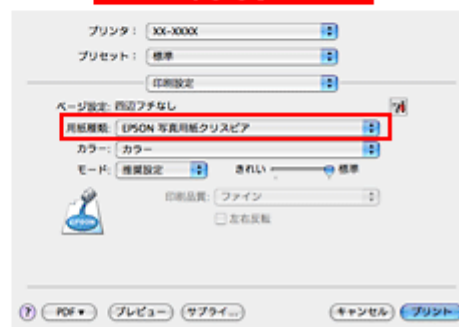 プリンタ： XX-XXXX
プリセット： 標準
印刷設定
ページ設定: 四辺フチなし
用紙種類: EPSON 写真用紙クリスピア
カラー: カラー
モード: 推奨設定 きれい 標準
印刷品質: ファイン
左右反転
EPSON
? PDF▼ プレビュー サプライ... キャンセル プリント